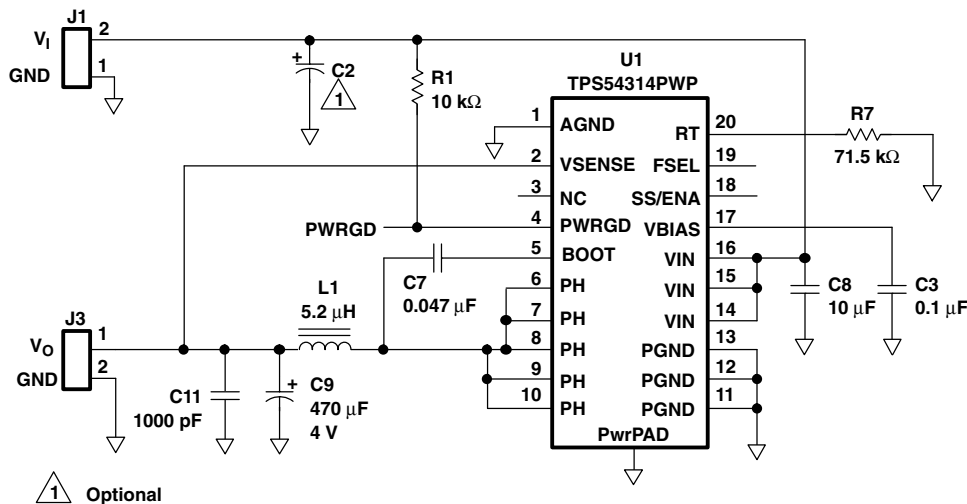 J1
V_I 2
GND 1
C2
1
R1
10 kΩ
U1
TPS54314PWP
1 AGND
2 VSENSE
3 NC
4 PWRGD
5 BOOT
6 PH
7 PH
8 PH
9 PH
10 PH
RT 20
FSEL 19
SS/ENA 18
VBIAS 17
VIN 16
VIN 15
VIN 14
PGND 13
PGND 12
PGND 11
PwrPAD
R7
71.5 kΩ
PWRGD
C7
0.047 μF
L1
5.2 μH
C8
10 μF
C3
0.1 μF
J3
V_O 1
GND 2
C11
1000 pF
C9
470 μF
4 V
1 Optional